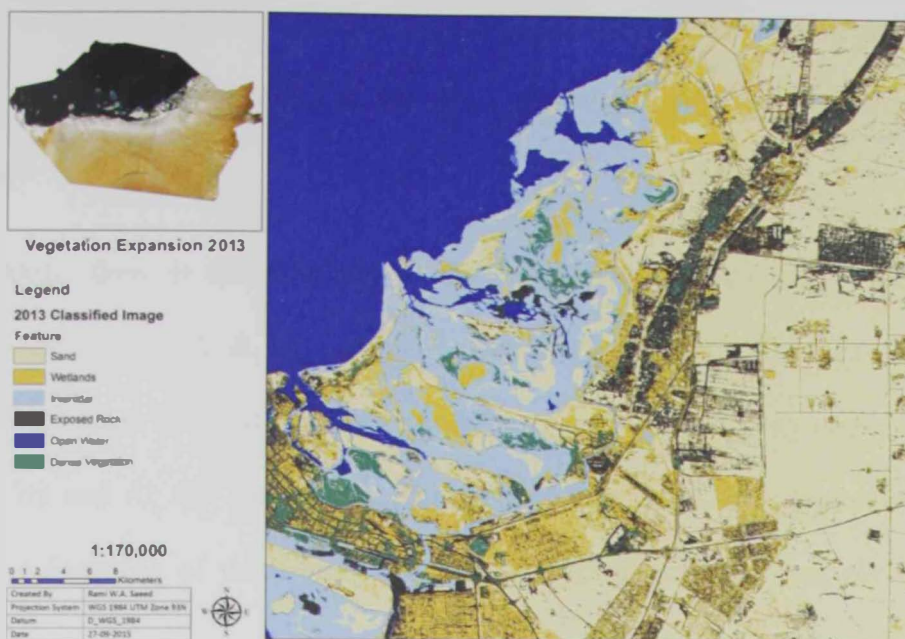 Vegetation Expansion 2013
Legend
2013 Classified Image
Feature
Sand
Wetlands
Intertidal
Exposed Rock
Open Water
Dense Vegetation
1:170,000
0 1 2 4 6 8
Kilometers
N
W E
S
Created By Rami W.A. Saeed
Projection System WGS 1984 UTM Zone 39N
Datum D_WGS_1984
Date 27-09-2015